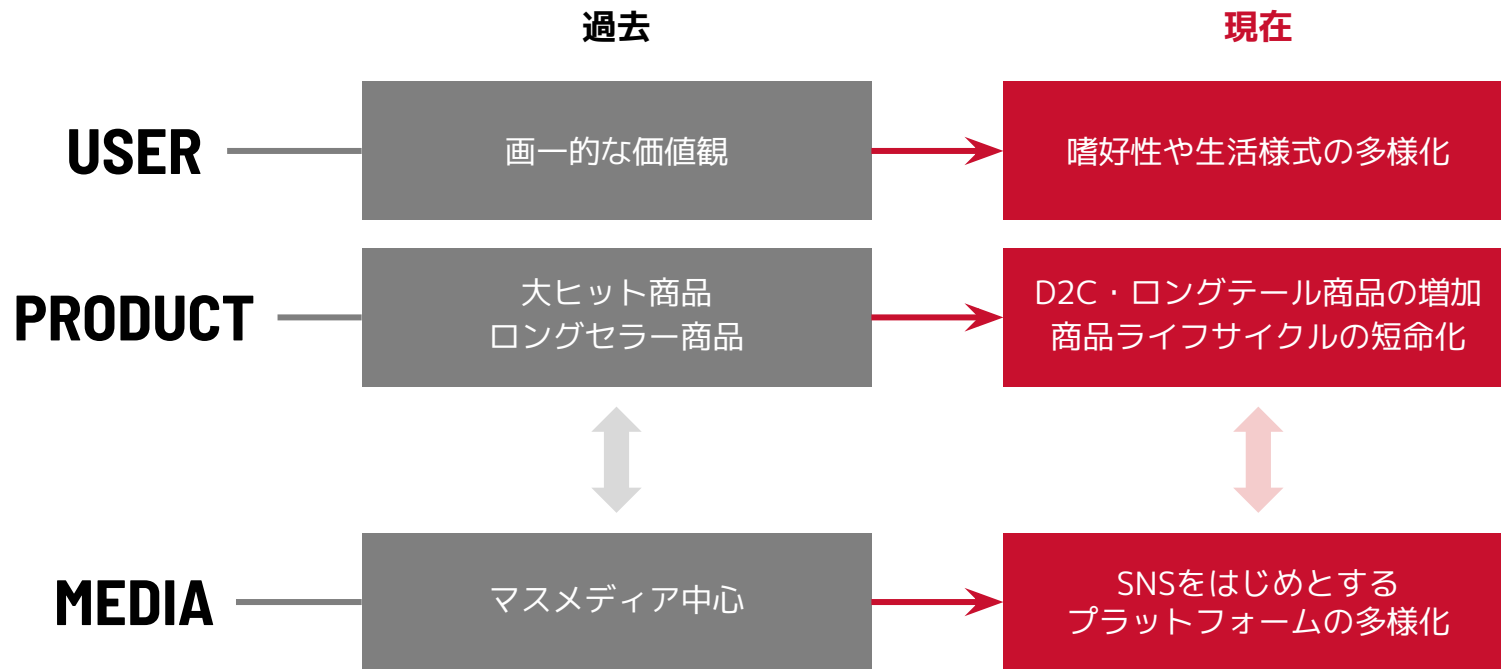 過去
現在
USER
画一的な価値観
嗜好性や生活様式の多様化
PRODUCT
大ヒット商品
ロングセラー商品
D2C・ロングテール商品の増加
商品ライフサイクルの短命化
MEDIA
マスメディア中心
SNSをはじめとする
プラットフォームの多様化